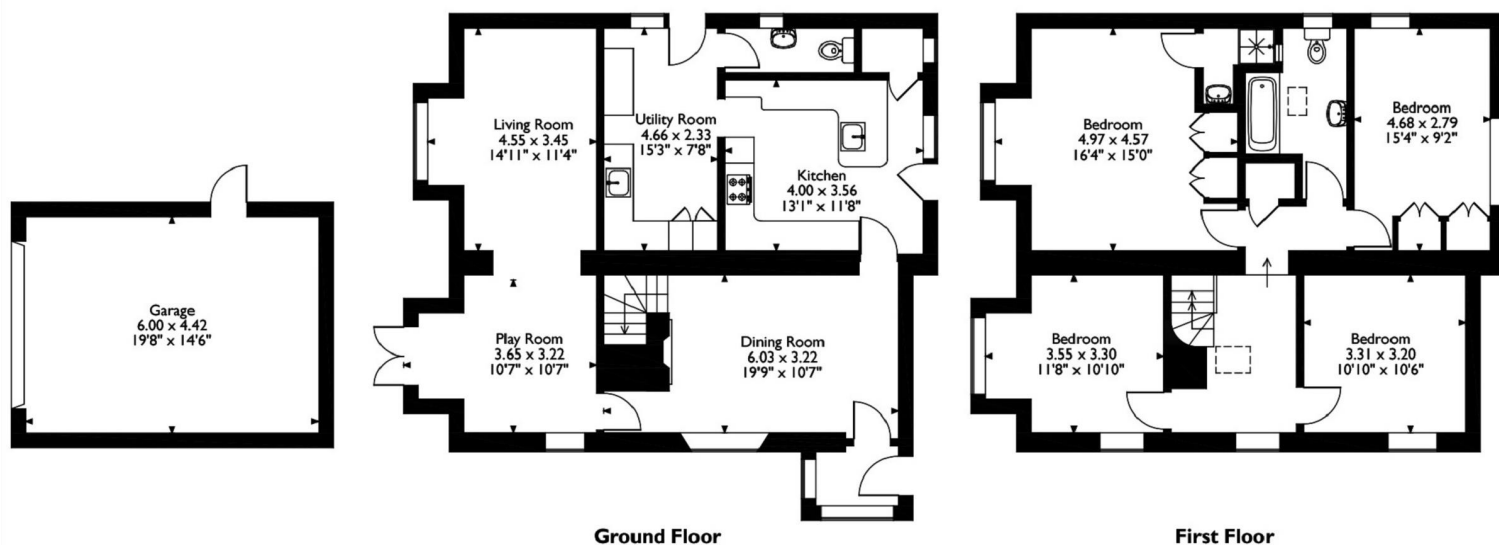 Garage
6.00 x 4.42
19'8" x 14'6"
Living Room
4.55 x 3.45
14'11" x 11'4"
Utility Room
4.66 x 2.33
15'3" x 7'8"
Kitchen
4.00 x 3.56
13'1" x 11'8"
Play Room
3.65 x 3.22
10'7" x 10'7"
Dining Room
6.03 x 3.22
19'9" x 10'7"
Ground Floor
Bedroom
4.97 x 4.57
16'4" x 15'0"
Bedroom
4.68 x 2.79
15'4" x 9'2"
Bedroom
3.55 x 3.30
11'8" x 10'10"
Bedroom
3.31 x 3.20
10'10" x 10'6"
First Floor